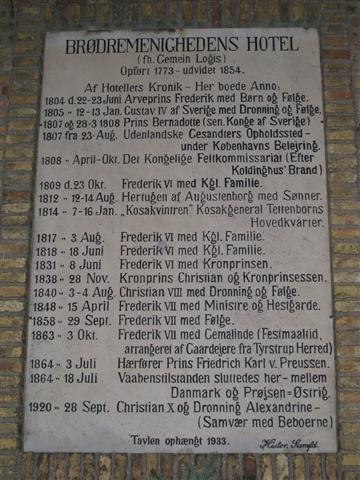 BRØDREMENIGHEDENS HOTEL
(fh. Gemein Logis)
Opført 1773 - udvidet 1854.
Af Hotellets Kronik - Her boede Anno:
1804 d. 22-23 Juni Arveprins Frederik med Børn og Følge.
1805 " 12-13 Jan. Gustav IV af Sverige med Dronning og Følge.
1807 og 28-3 1808 Prins Bernadotte (sen. Konge af Sverige)
1807 fra 23-Aug. Udenlandske Gesandters Opholdssted -
under Københavns Belejring.
1808 " April-Okt. Det Kongelige Feltkommissariat (Efter
Koldinghus' Brand)
1809 d. 23 Okt. Frederik VI med Kgl. Familie.
1812 " 12-14 Aug. Hertugen af Augustenborg med Sønner.
1814 " 7-16 Jan. „Kosakvintren" Kosakgeneral Tettenborns
Hovedkvarter.
1817 " 3 Aug. Frederik VI med Kgl. Familie.
1818 " 18 Juni Frederik VI med Kgl. Familie.
1831 " 8 Juni Frederik VI med Kronprinsen.
1838 " 28 Nov. Kronprins Christian og Kronprinsessen.
1840 " 3-4 Aug. Christian VIII med Dronning og Følge.
1848 " 15 April Frederik VII med Ministre og Hestgarde.
1858 " 29 Sept. Frederik VII med Følge.
1863 " 3 Okt. Frederik VII med Gemalinde (Festmaaltid,
arrangeret af Gaardejere fra Tyrstrup Herred)
1864 " 3 Juli Hærfører Prins Friedrich Karl v. Preussen.
1864 " 18 Juli Vaabenstilstanden sluttedes her - mellem
Danmark og Prøjsen=Østrig.
1920 " 28 Sept. Christian X og Dronning Alexandrine -
(Samvær med Beboerne)
Tavlen ophængt 1933. Histor. Samfd.